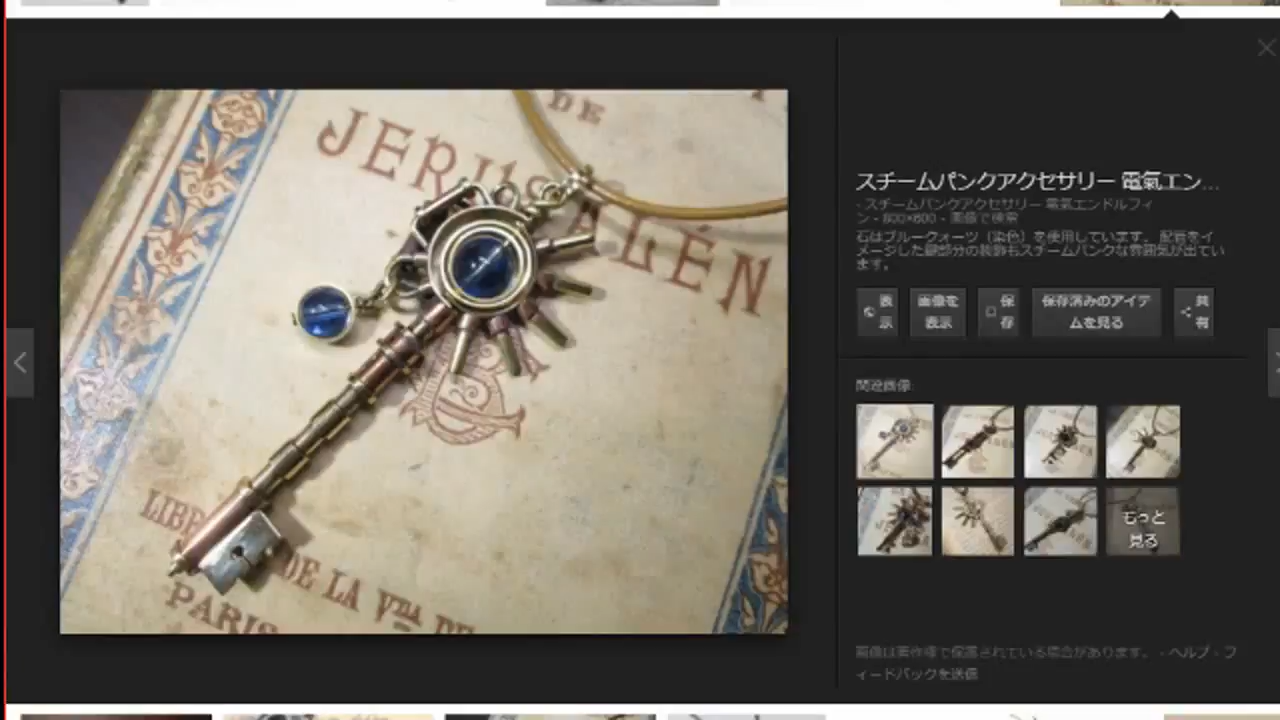 DE
JERUSALÉN
LIBR
DE LA Vda DE
PARIS
スチームパンクアクセサリー 電氣エン...
- スチームパンクアクセサリー 電氣エンドルフィ
ン - 800×600 - 画像で検索
石はブルークォーツ（染色）を使用しています。 配管をイ
メージした鍵部分の装飾もスチームパンクな雰囲気が出てい
ます。
表示
画像を表示
保存
保存済みのアイテムを見る
共有
関連画像:
もっと
見る
画像は著作権で保護されている場合があります。 - ヘルプ - フ
ィードバックを送信